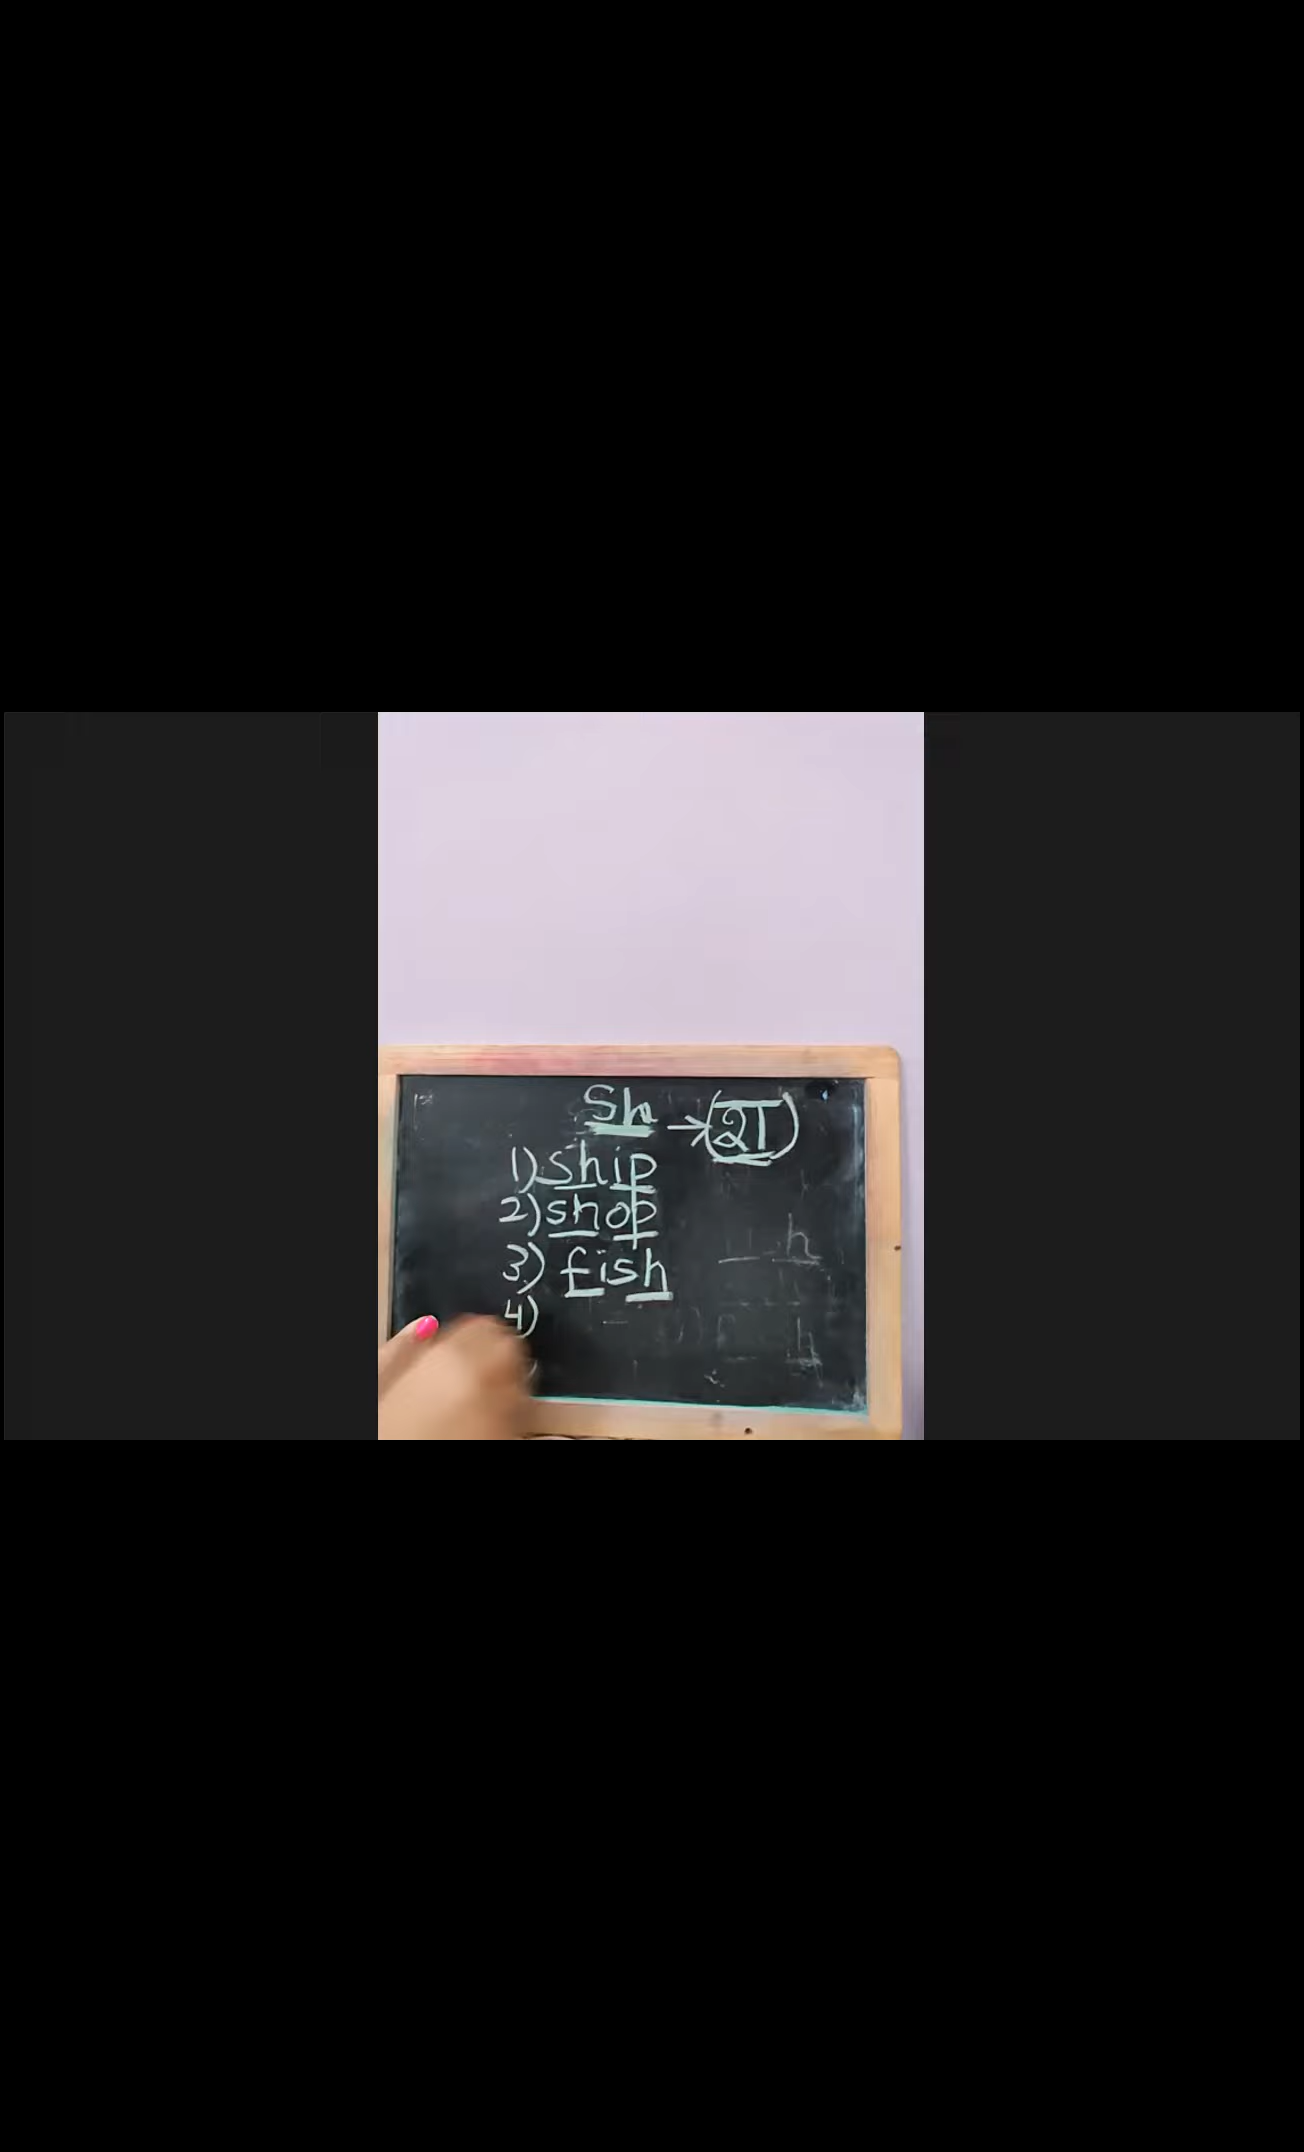 Sh → (श)
1) ship
2) shop
3) fish
4)